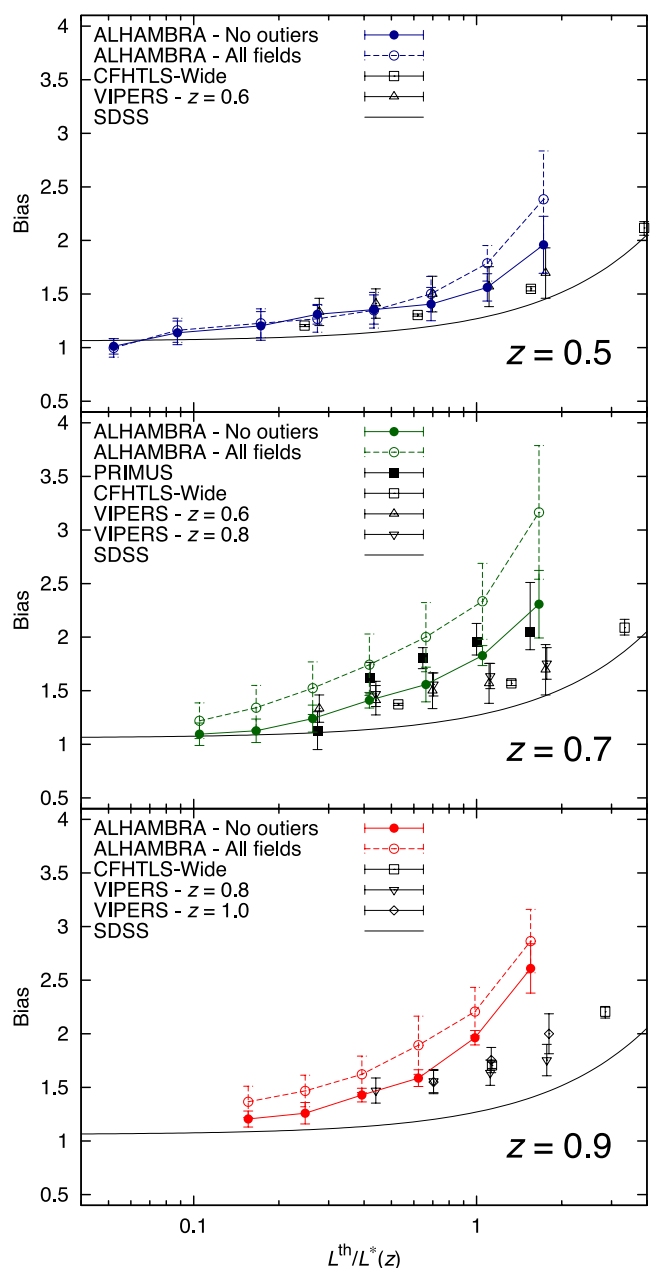 4
3.5
3
2.5
2
1.5
1
0.5
Bias
ALHAMBRA - No outliers
ALHAMBRA - All fields
CFHTLS-Wide
VIPERS - z = 0.6
SDSS
z = 0.5
4
3.5
3
2.5
2
1.5
1
0.5
Bias
ALHAMBRA - No outliers
ALHAMBRA - All fields
PRIMUS
CFHTLS-Wide
VIPERS - z = 0.6
VIPERS - z = 0.8
SDSS
z = 0.7
4
3.5
3
2.5
2
1.5
1
0.5
Bias
ALHAMBRA - No outliers
ALHAMBRA - All fields
CFHTLS-Wide
VIPERS - z = 0.8
VIPERS - z = 1.0
SDSS
z = 0.9
0.1 1
L^th/L^*(z)